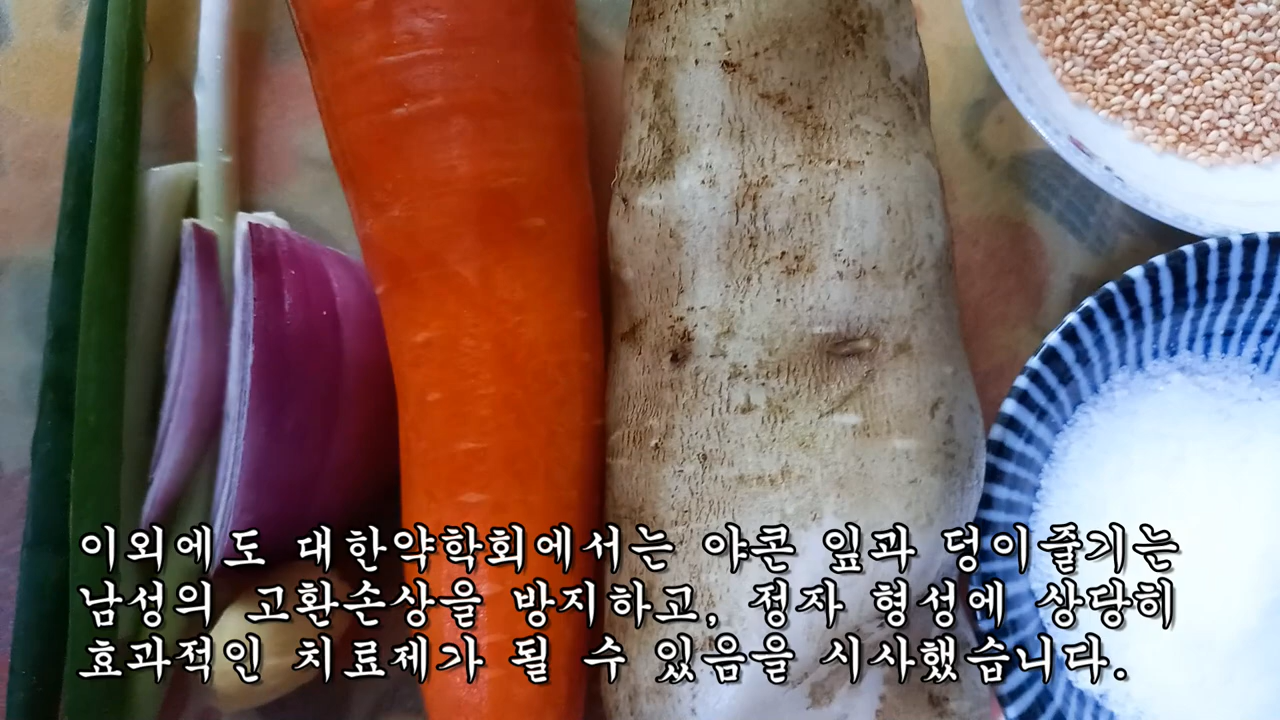 이외에도 대한약학회에서는 야콘 잎과 덩이줄기는
남성의 고환손상을 방지하고, 정자 형성에 상당히
효과적인 치료제가 될 수 있음을 시사했습니다.